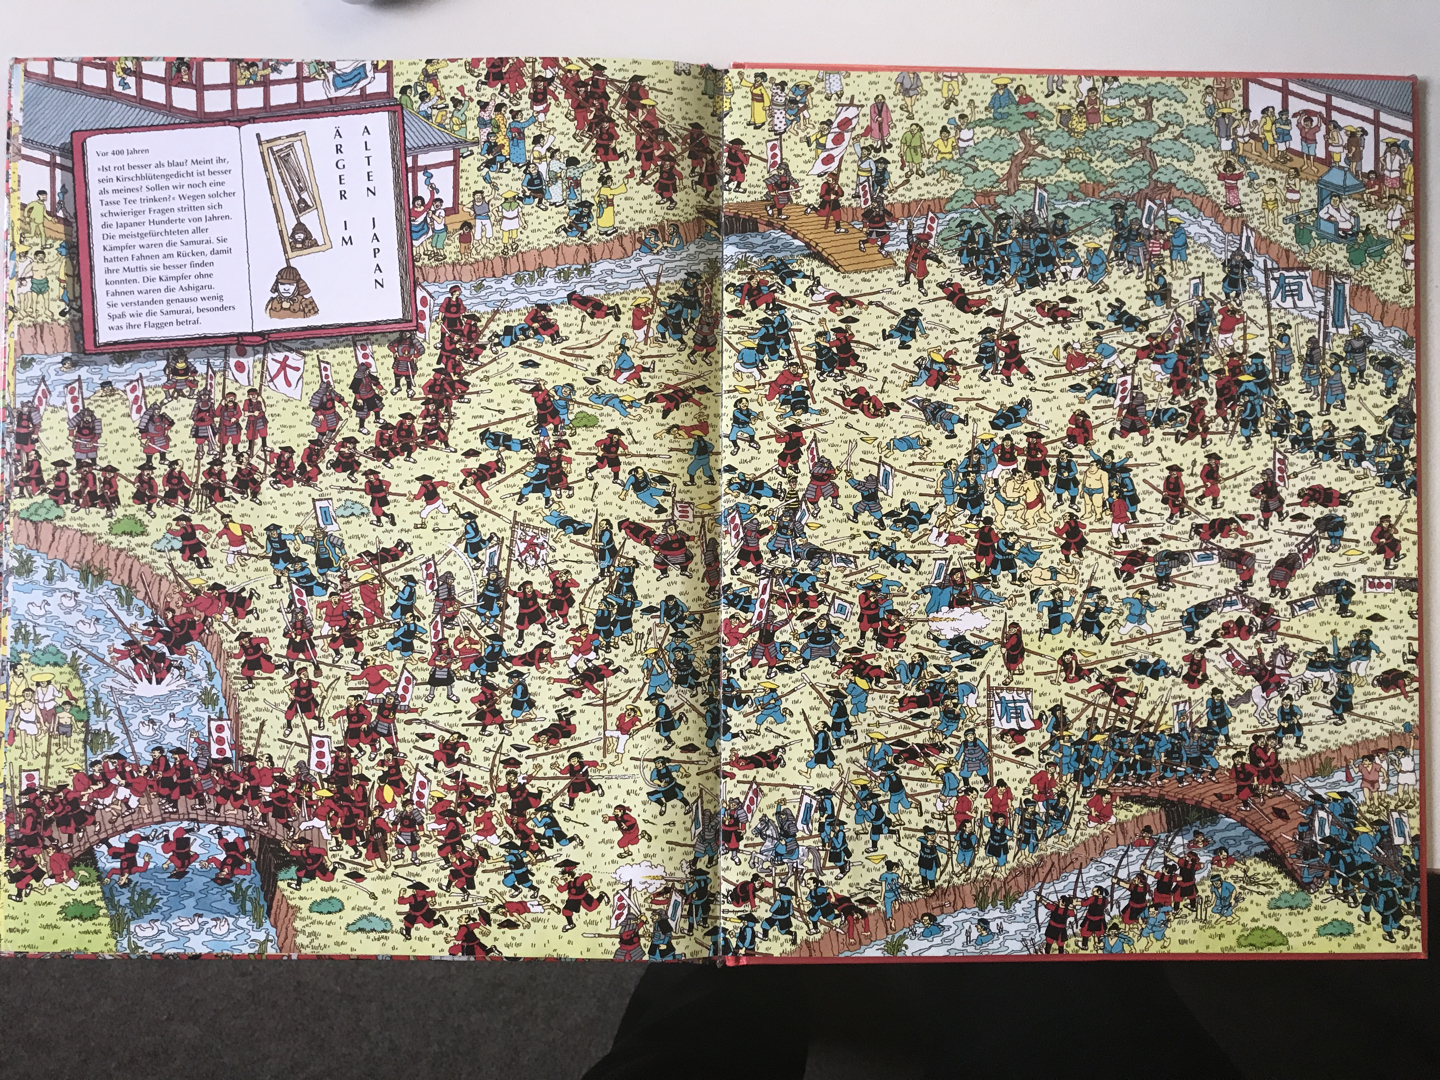 Vor 400 Jahren
»Ist rot besser als blau? Meint ihr,
sein Kirschblütengedicht ist besser
als meines? Sollen wir noch eine
Tasse Tee trinken?« Wegen solcher
schwieriger Fragen stritten sich
die Japaner Hunderte von Jahren.
Die meistgefürchteten aller
Kämpfer waren die Samurai. Sie
hatten Fahnen am Rücken, damit
ihre Muttis sie besser finden
konnten. Die Kämpfer ohne
Fahnen waren die Ashigaru.
Sie verstanden genauso wenig
Spaß wie die Samurai, besonders
was ihre Flaggen betraf.
ÄRGER IM
ALTEN JAPAN
大
有
有